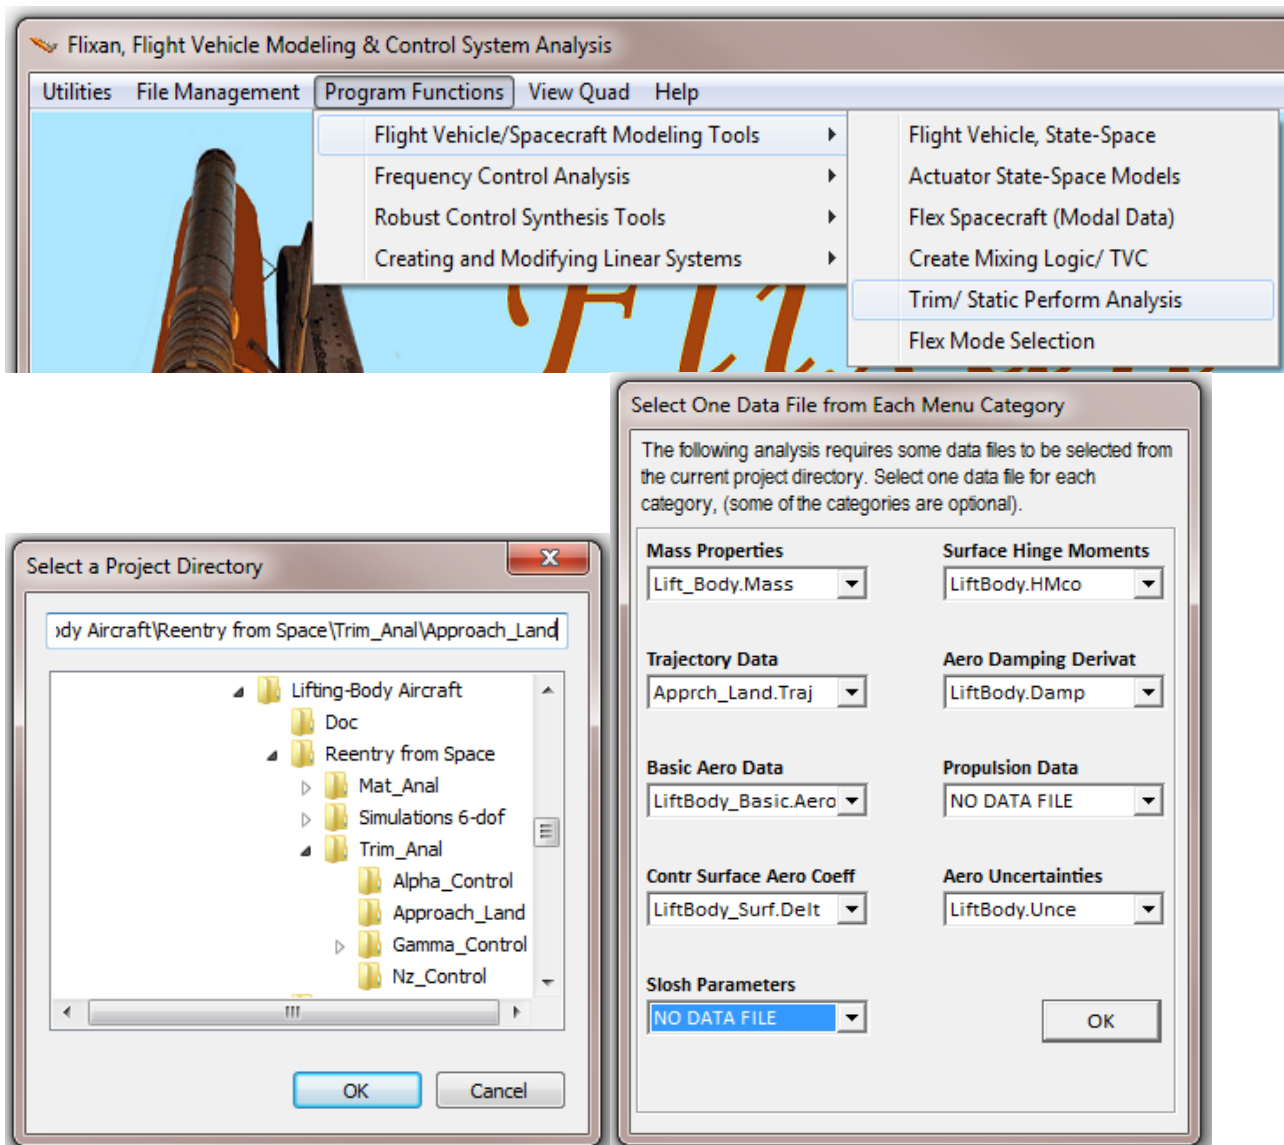 Flixan, Flight Vehicle Modeling & Control System Analysis
Utilities File Management Program Functions View Quad Help
Flight Vehicle/Spacecraft Modeling Tools
Frequency Control Analysis
Robust Control Synthesis Tools
Creating and Modifying Linear Systems
Flight Vehicle, State-Space
Actuator State-Space Models
Flex Spacecraft (Modal Data)
Create Mixing Logic/ TVC
Trim/ Static Perform Analysis
Flex Mode Selection
Select a Project Directory
ody Aircraft\Reentry from Space\Trim_Anal\Approach_Land
Lifting-Body Aircraft
Doc
Reentry from Space
Mat_Anal
Simulations 6-dof
Trim_Anal
Alpha_Control
Approach_Land
Gamma_Control
Nz_Control
OK Cancel
Select One Data File from Each Menu Category
The following analysis requires some data files to be selected from
the current project directory. Select one data file for each
category, (some of the categories are optional).
Mass Properties Surface Hinge Moments
Lift_Body.Mass LiftBody.HMco
Trajectory Data Aero Damping Derivat
Apprch_Land.Traj LiftBody.Damp
Basic Aero Data Propulsion Data
LiftBody_Basic.Aero NO DATA FILE
Contr Surface Aero Coeff Aero Uncertainties
LiftBody_Surf.Delt LiftBody.Unce
Slosh Parameters
NO DATA FILE OK